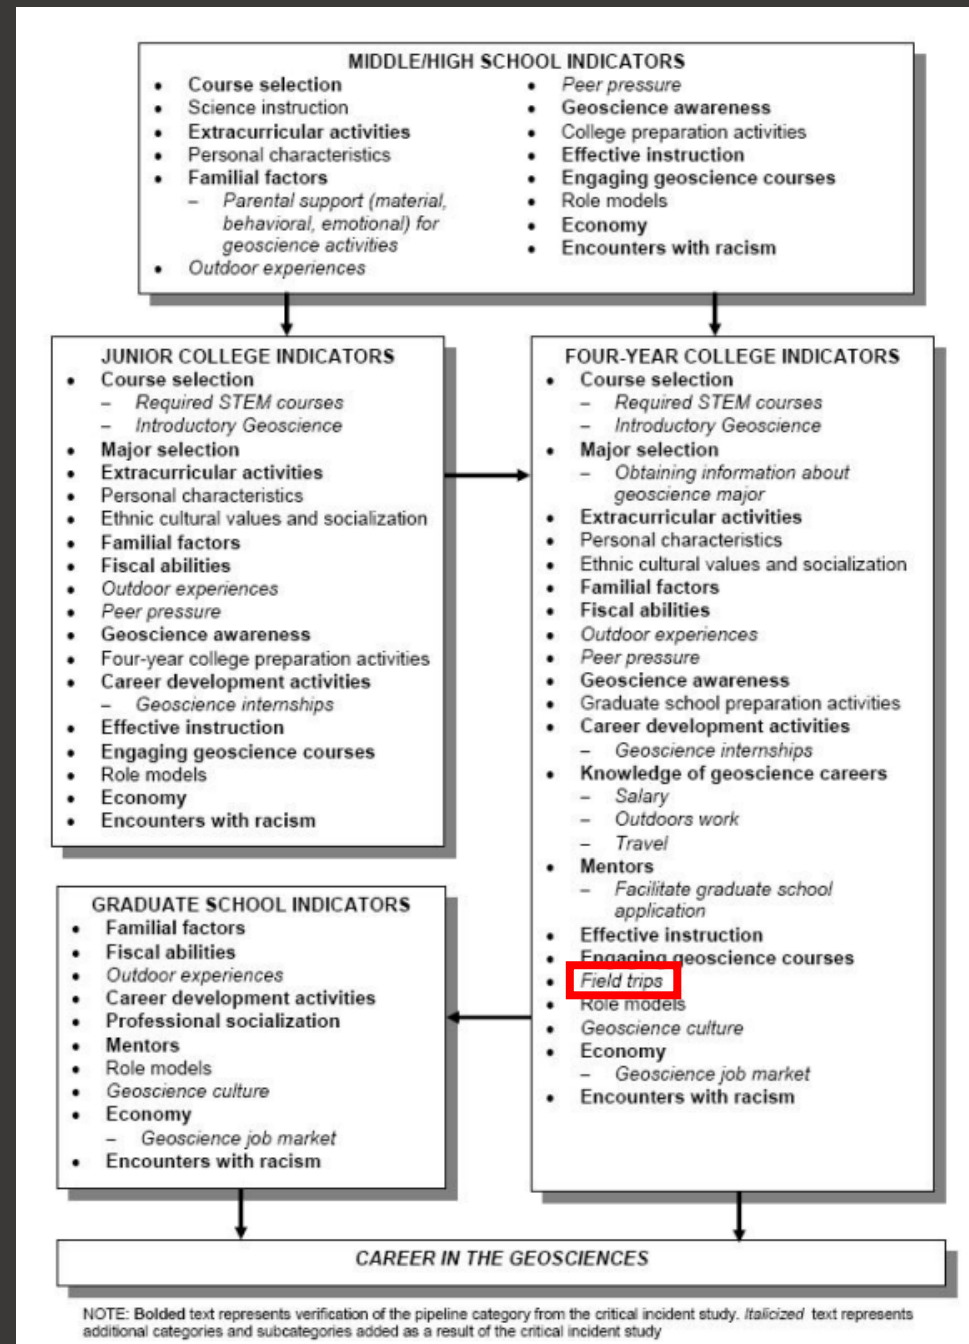 MIDDLE/HIGH SCHOOL INDICATORS
• Course selection
• Science instruction
• Extracurricular activities
• Personal characteristics
• Familial factors
– Parental support (material,
behavioral, emotional) for
geoscience activities
• Outdoor experiences
• Peer pressure
• Geoscience awareness
• College preparation activities
• Effective instruction
• Engaging geoscience courses
• Role models
• Economy
• Encounters with racism
JUNIOR COLLEGE INDICATORS
• Course selection
– Required STEM courses
– Introductory Geoscience
• Major selection
• Extracurricular activities
• Personal characteristics
• Ethnic cultural values and socialization
• Familial factors
• Fiscal abilities
• Outdoor experiences
• Peer pressure
• Geoscience awareness
• Four-year college preparation activities
• Career development activities
– Geoscience internships
• Effective instruction
• Engaging geoscience courses
• Role models
• Economy
• Encounters with racism
FOUR-YEAR COLLEGE INDICATORS
• Course selection
– Required STEM courses
– Introductory Geoscience
• Major selection
– Obtaining information about
geoscience major
• Extracurricular activities
• Personal characteristics
• Ethnic cultural values and socialization
• Familial factors
• Fiscal abilities
• Outdoor experiences
• Peer pressure
• Geoscience awareness
• Graduate school preparation activities
• Career development activities
– Geoscience internships
• Knowledge of geoscience careers
– Salary
– Outdoors work
– Travel
• Mentors
– Facilitate graduate school
application
• Effective instruction
• Engaging geoscience courses
• Field trips
• Role models
• Geoscience culture
• Economy
– Geoscience job market
• Encounters with racism
GRADUATE SCHOOL INDICATORS
• Familial factors
• Fiscal abilities
• Outdoor experiences
• Career development activities
• Professional socialization
• Mentors
• Role models
• Geoscience culture
• Economy
– Geoscience job market
• Encounters with racism
CAREER IN THE GEOSCIENCES
NOTE: Bolded text represents verification of the pipeline category from the critical incident study. Italicized text represents
additional categories and subcategories added as a result of the critical incident study